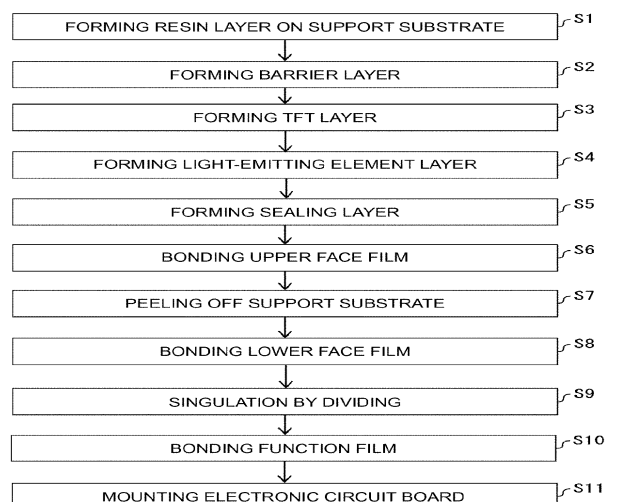 FORMING RESIN LAYER ON SUPPORT SUBSTRATE S1
FORMING BARRIER LAYER S2
FORMING TFT LAYER S3
FORMING LIGHT-EMITTING ELEMENT LAYER S4
FORMING SEALING LAYER S5
BONDING UPPER FACE FILM S6
PEELING OFF SUPPORT SUBSTRATE S7
BONDING LOWER FACE FILM S8
SINGULATION BY DIVIDING S9
BONDING FUNCTION FILM S10
MOUNTING ELECTRONIC CIRCUIT BOARD S11